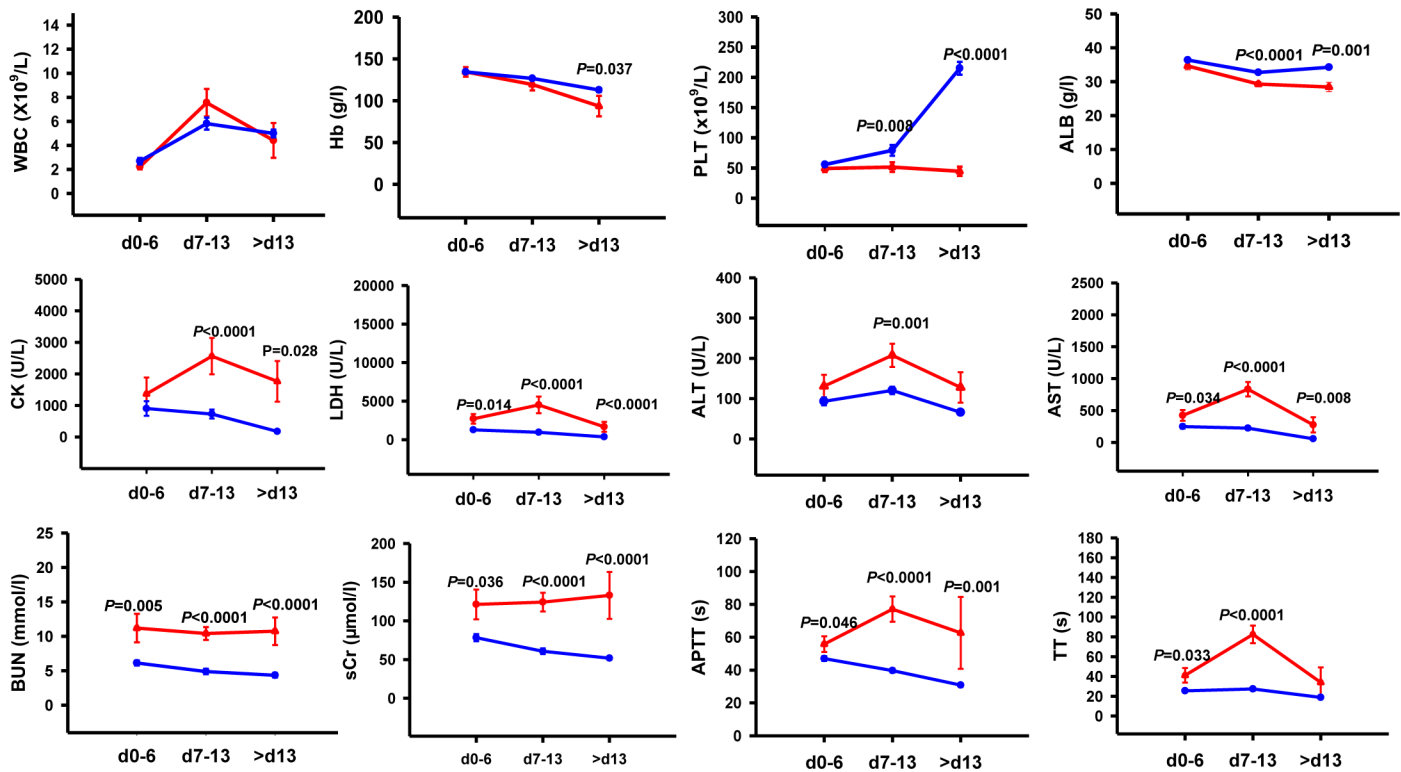 WBC (X10⁹/L)
14
12
10
8
6
4
2
0
d0-6 d7-13 >d13
Hb (g/l)
200
150
100
50
0
P=0.037
d0-6 d7-13 >d13
PLT (x10⁹/L)
300
250
200
150
100
50
0
P=0.008
P<0.0001
d0-6 d7-13 >d13
ALB (g/l)
50
40
30
20
10
0
P<0.0001 P=0.001
d0-6 d7-13 >d13
CK (U/L)
5000
4000
3000
2000
1000
0
P<0.0001
P=0.028
d0-6 d7-13 >d13
LDH (U/L)
20000
15000
10000
5000
0
P=0.014
P<0.0001
P<0.0001
d0-6 d7-13 >d13
ALT (U/L)
400
300
200
100
0
P=0.001
d0-6 d7-13 >d13
AST (U/L)
2500
2000
1500
1000
500
0
P=0.034
P<0.0001
P=0.008
d0-6 d7-13 >d13
BUN (mmol/l)
25
20
15
10
5
0
P=0.005
P<0.0001
P<0.0001
d0-6 d7-13 >d13
sCr (µmol/l)
200
150
100
50
0
P=0.036
P<0.0001
P<0.0001
d0-6 d7-13 >d13
APTT (s)
120
100
80
60
40
20
0
P=0.046
P<0.0001
P=0.001
d0-6 d7-13 >d13
TT (s)
180
160
140
120
100
80
60
40
20
0
P=0.033
P<0.0001
d0-6 d7-13 >d13